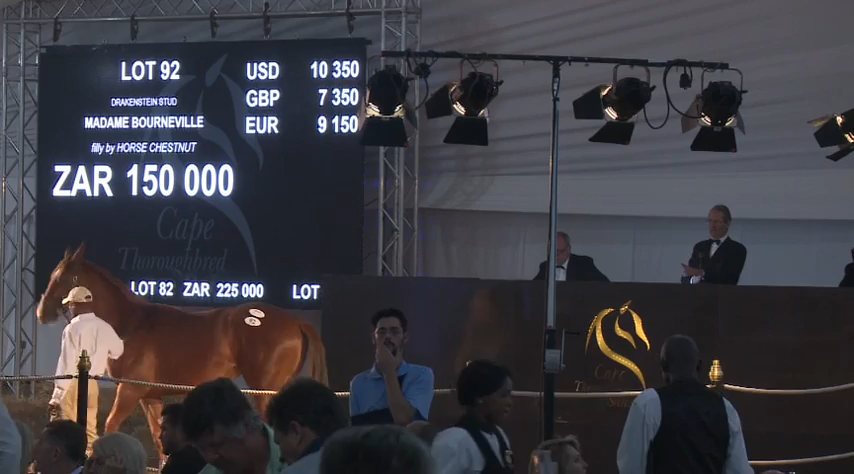 LOT 92
USD 10 350
DRAKENSTEIN STUD
GBP 7 350
MADAME BOURNEVILLE
EUR 9 150
filly by HORSE CHESTNUT
ZAR 150 000
Cape
Thoroughbred
LOT 82 ZAR 225 000 LOT
Cape